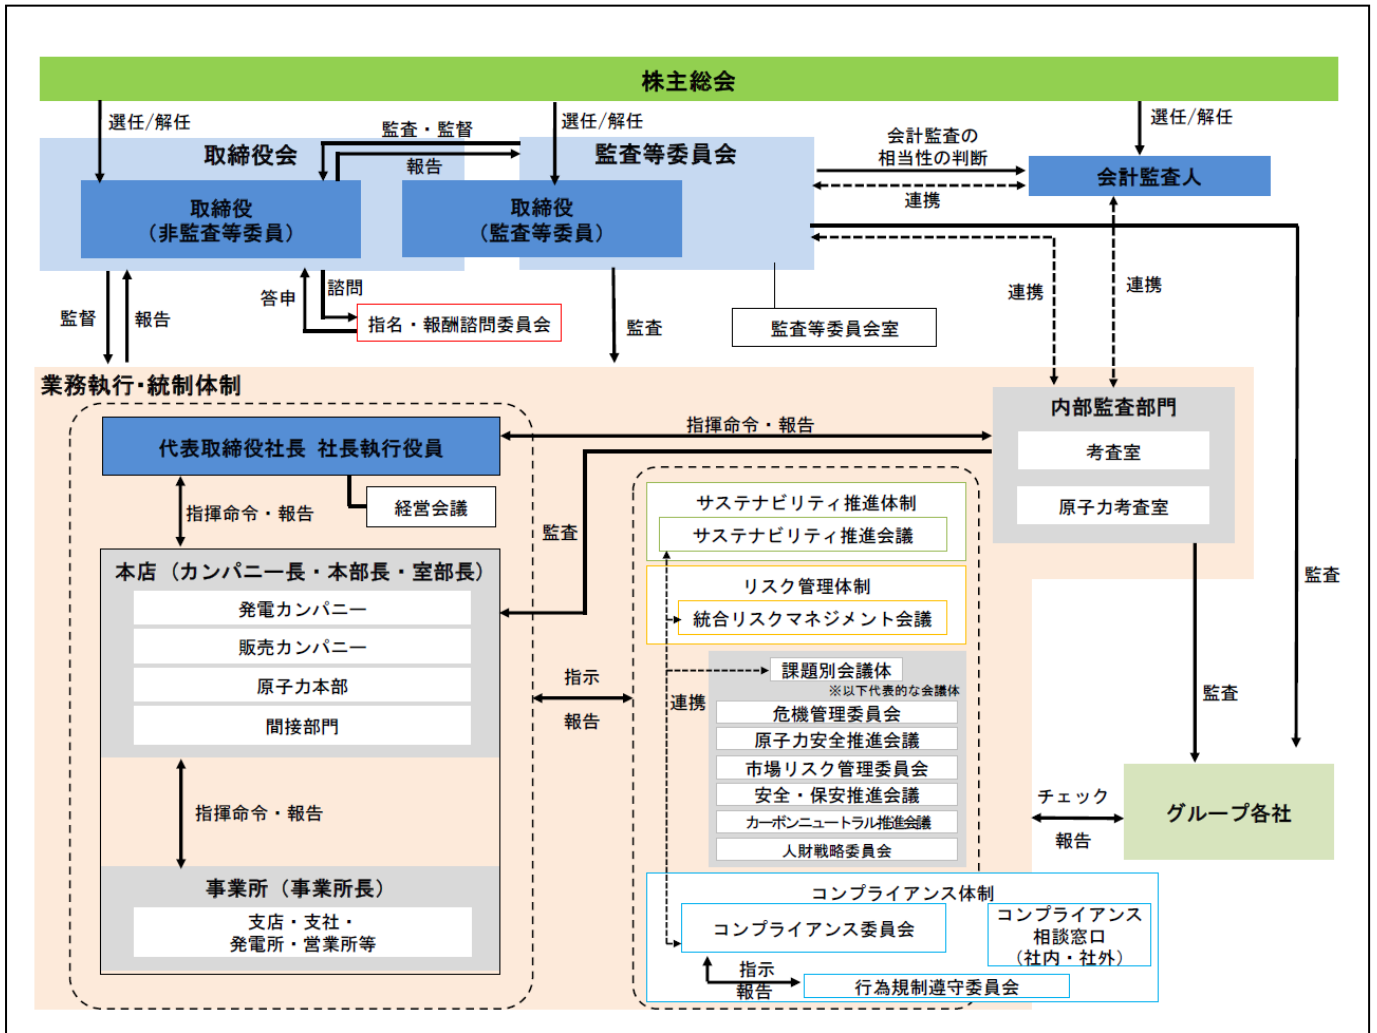 株主総会
選任/解任
選任/解任
選任/解任
監査・監督
報告
取締役会
取締役
(非監査等委員)
監査等委員会
取締役
(監査等委員)
会計監査の
相当性の判断
連携
会計監査人
監督
報告
答申
諮問
指名・報酬諮問委員会
監査
監査等委員会室
連携
連携
業務執行・統制体制
代表取締役社長 社長執行役員
経営会議
指揮命令・報告
指揮命令・報告
監査
内部監査部門
考査室
原子力考査室
本店(カンパニー長・本部長・室部長)
発電カンパニー
販売カンパニー
原子力本部
間接部門
指揮命令・報告
事業所(事業所長)
支店・支社・
発電所・営業所等
指示
報告
サステナビリティ推進体制
サステナビリティ推進会議
リスク管理体制
統合リスクマネジメント会議
課題別会議体
※以下代表的な会議体
連携
危機管理委員会
原子力安全推進会議
市場リスク管理委員会
安全・保安推進会議
カーボンニュートラル推進会議
人財戦略委員会
コンプライアンス体制
コンプライアンス委員会
コンプライアンス
相談窓口
(社内・社外)
指示
報告
行為規制遵守委員会
監査
監査
チェック
報告
グループ各社